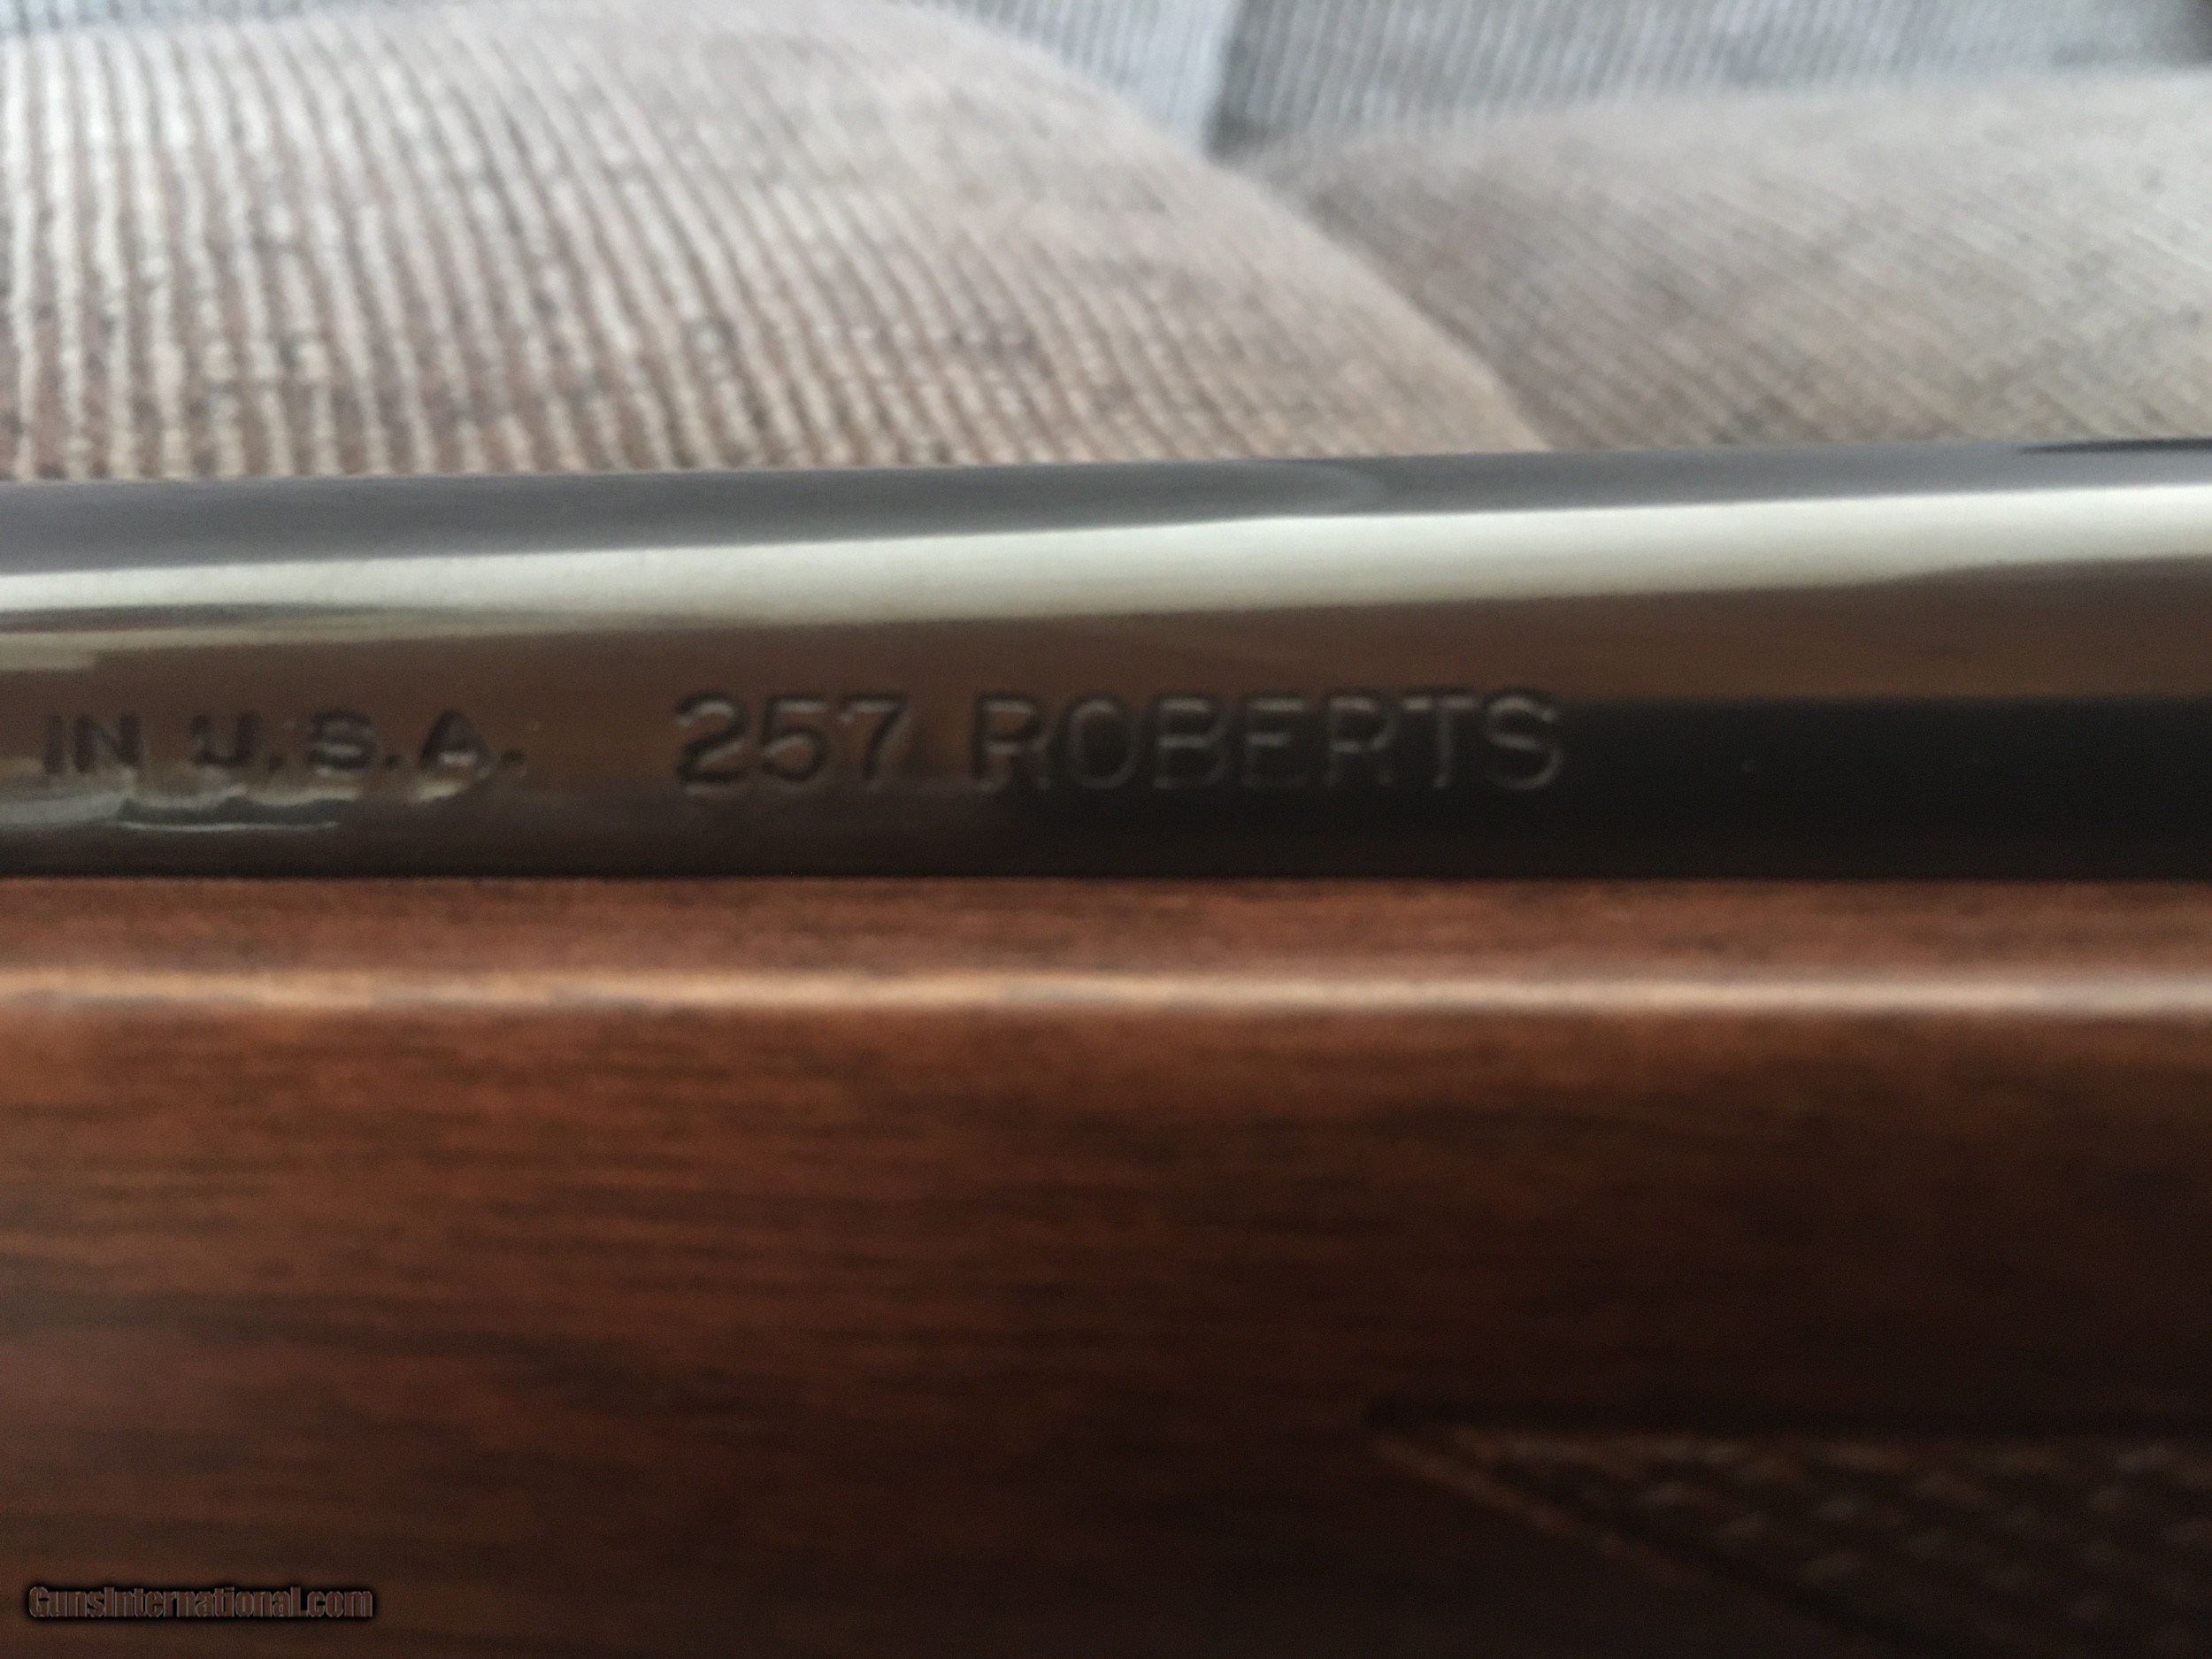 IN U.S.A. 257 ROBERTS
GunsInternational.com